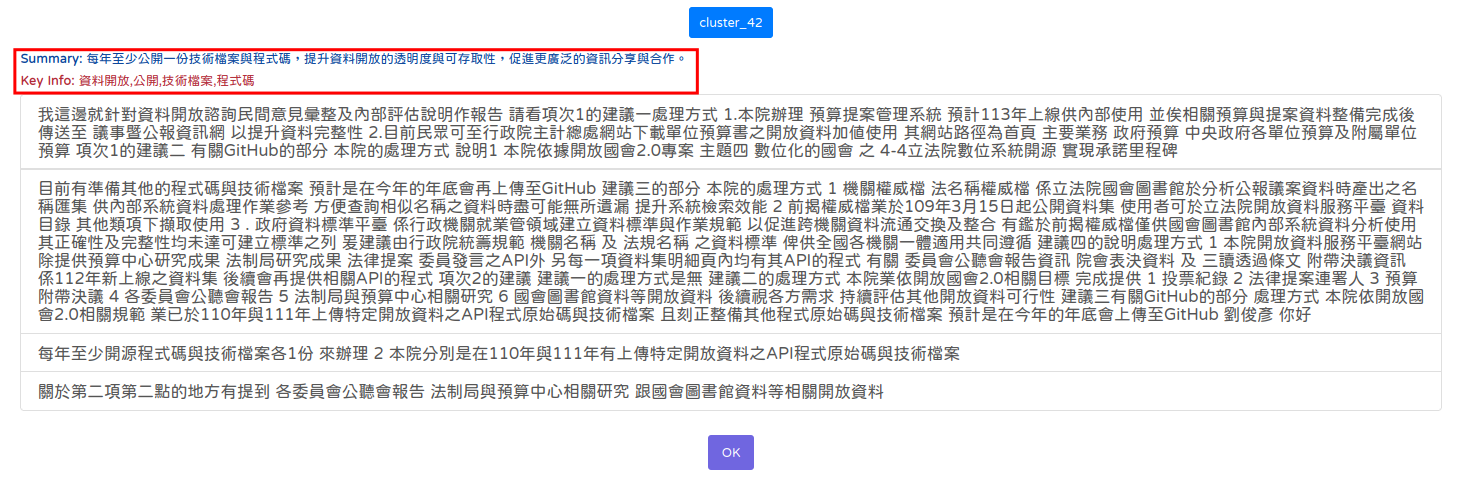 cluster_42
Summary: 每年至少公開一份技術檔案與程式碼，提升資料開放的透明度與可存取性，促進更廣泛的資訊分享與合作。
Key Info: 資料開放,公開,技術檔案,程式碼
我這邊就針對資料開放諮詢民間意見彙整及內部評估說明作報告 請看項次1的建議一處理方式 1.本院辦理 預算提案管理系統 預計113年上線供內部使用 並俟相關預算與提案資料整備完成後
傳送至 議事暨公報資訊網 以提升資料完整性 2.目前民眾可至行政院主計總處網站下載單位預算書之開放資料加值使用 其網站路徑為首頁 主要業務 政府預算 中央政府各單位預算及附屬單位
預算 項次1的建議二 有關GitHub的部分 本院的處理方式 說明1 本院依據開放國會2.0專案 主題四 數位化的國會 之 4-4立法院數位系統開源 實現承諾里程碑
目前有準備其他的程式碼與技術檔案 預計是在今年的年底會再上傳至GitHub 建議三的部分 本院的處理方式 1 機關權威檔 法名稱權威檔 係立法院國會圖書館於分析公報議案資料時產出之名
稱匯集 供內部系統資料處理作業參考 方便查詢相似名稱之資料時盡可能無所遺漏 提升系統檢索效能 2 前揭權威檔業於109年3月15日起公開資料集 使用者可於立法院開放資料服務平臺 資料
目錄 其他類項下擷取使用 3 . 政府資料標準平臺 係行政機關就業管領域建立資料標準與作業規範 以促進跨機關資料流通交換及整合 有鑑於前揭權威檔僅供國會圖書館內部系統資料分析使用
其正確性及完整性均未達可建立標準之列 爰建議由行政院統籌規範 機關名稱 及 法規名稱 之資料標準 俾供全國各機關一體適用共同遵循 建議四的說明處理方式 1 本院開放資料服務平臺網站
除提供預算中心研究成果 法制局研究成果 法律提案 委員發言之API外 另每一項資料集明細頁內均有其API的程式 有關 委員會公聽會報告資訊 院會表決資料 及 三讀透過條文 附帶決議資訊
係112年新上線之資料集 後續會再提供相關API的程式 項次2的建議 建議一的處理方式是無 建議二的處理方式 本院業依開放國會2.0相關目標 完成提供 1 投票紀錄 2 法律提案連署人 3 預算
附帶決議 4 各委員會公聽會報告 5 法制局與預算中心相關研究 6 國會圖書館資料等開放資料 後續視各方需求 持續評估其他開放資料可行性 建議三有關GitHub的部分 處理方式 本院依開放國
會2.0相關規範 業已於110年與111年上傳特定開放資料之API程式原始碼與技術檔案 且刻正整備其他程式原始碼與技術檔案 預計是在今年的年底會上傳至GitHub 劉俊彥 你好
每年至少開源程式碼與技術檔案各1份 來辦理 2 本院分別是在110年與111年有上傳特定開放資料之API程式原始碼與技術檔案
關於第二項第二點的地方有提到 各委員會公聽會報告 法制局與預算中心相關研究 跟國會圖書館資料等相關開放資料
OK